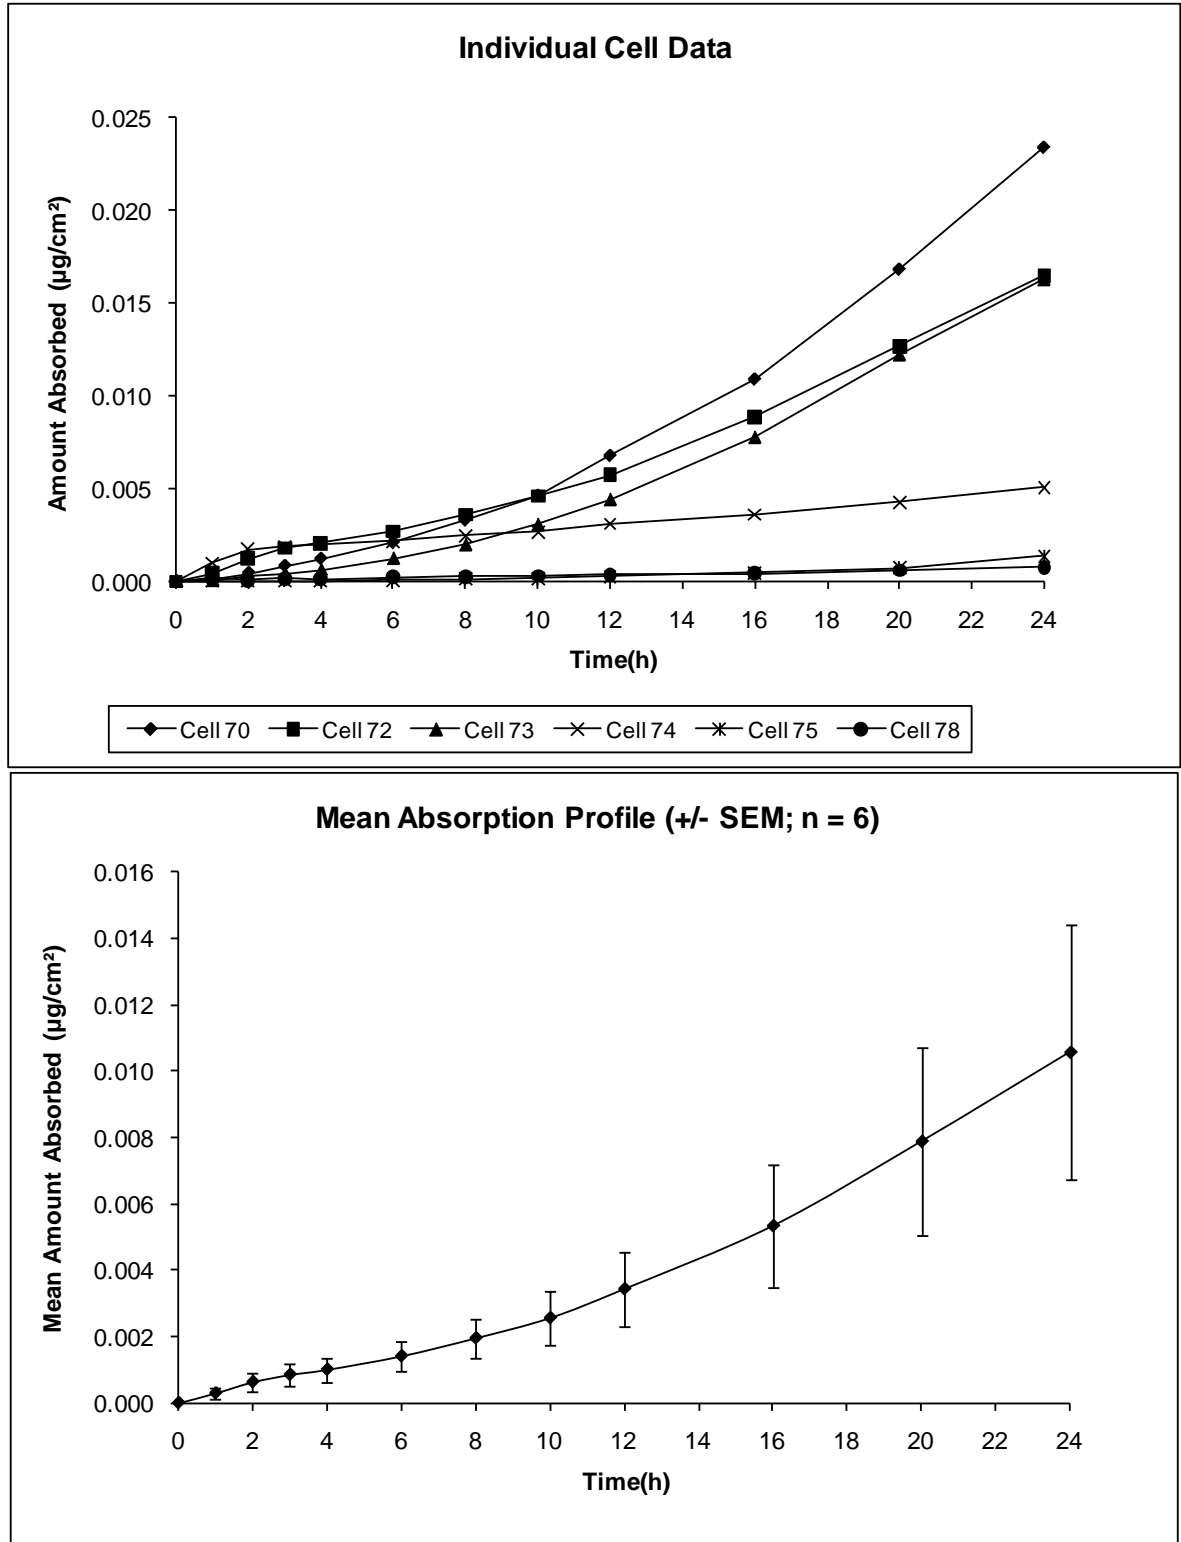 Individual Cell Data
0.025
0.020
0.015
0.010
0.005
0.000
Amount Absorbed (µg/cm²)
0 2 4 6 8 10 12 14 16 18 20 22 24
Time(h)
Cell 70 Cell 72 Cell 73 Cell 74 Cell 75 Cell 78
Mean Absorption Profile (+/- SEM; n = 6)
0.016
0.014
0.012
0.010
0.008
0.006
0.004
0.002
0.000
Mean Amount Absorbed (µg/cm²)
0 2 4 6 8 10 12 14 16 18 20 22 24
Time(h)